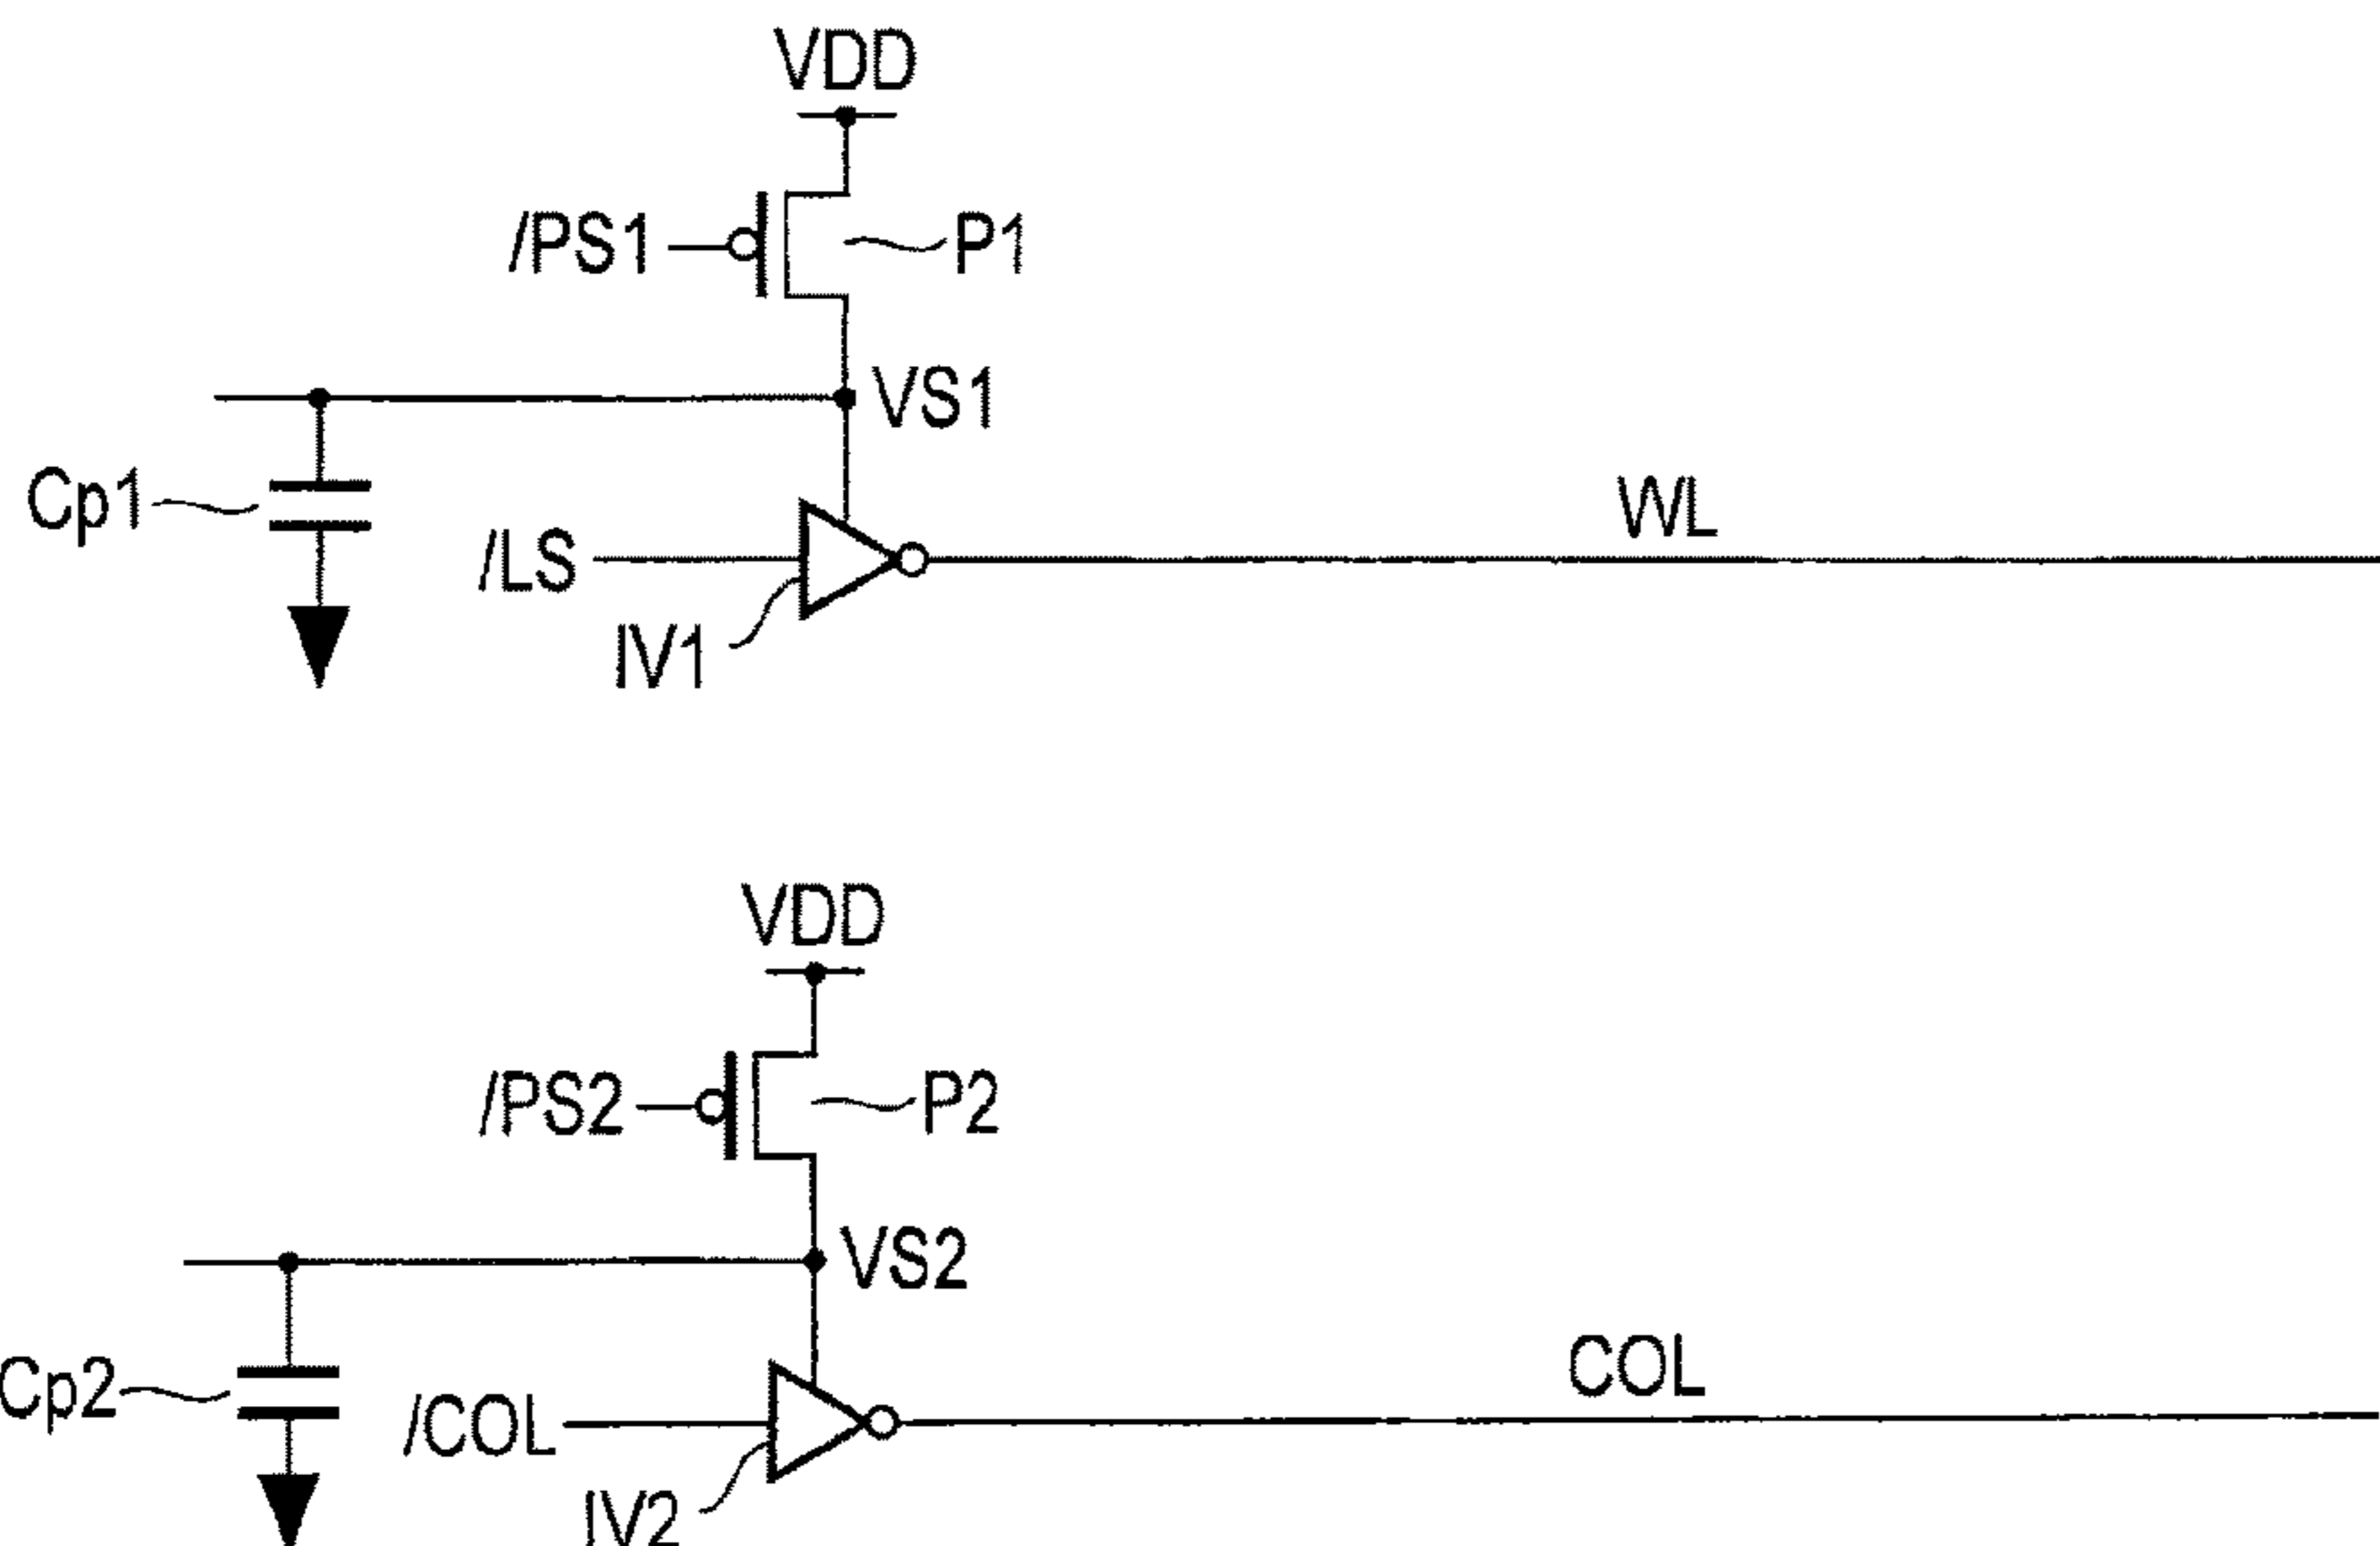 VDD
/PS1
P1
VS1
Cp1
WL
/LS
IV1
VDD
/PS2
P2
VS2
COL
Cp2
/COL
IV2